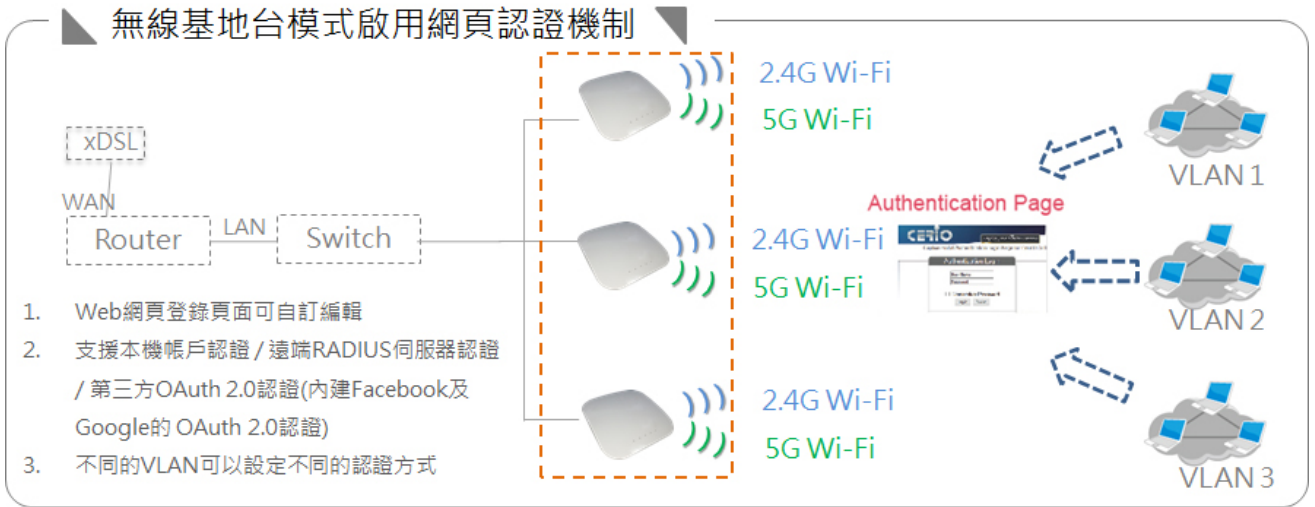 無線基地台模式啟用網頁認證機制
2.4G Wi-Fi
5G Wi-Fi
xDSL
WAN
Router
LAN
Switch
VLAN 1
Authentication Page
CERIO
2.4G Wi-Fi
5G Wi-Fi
VLAN 2
1. Web網頁登錄頁面可自訂編輯
2. 支援本機帳戶認證 / 遠端RADIUS伺服器認證
/ 第三方OAuth 2.0認證(內建Facebook及
Google的 OAuth 2.0認證)
3. 不同的VLAN可以設定不同的認證方式
2.4G Wi-Fi
5G Wi-Fi
VLAN 3